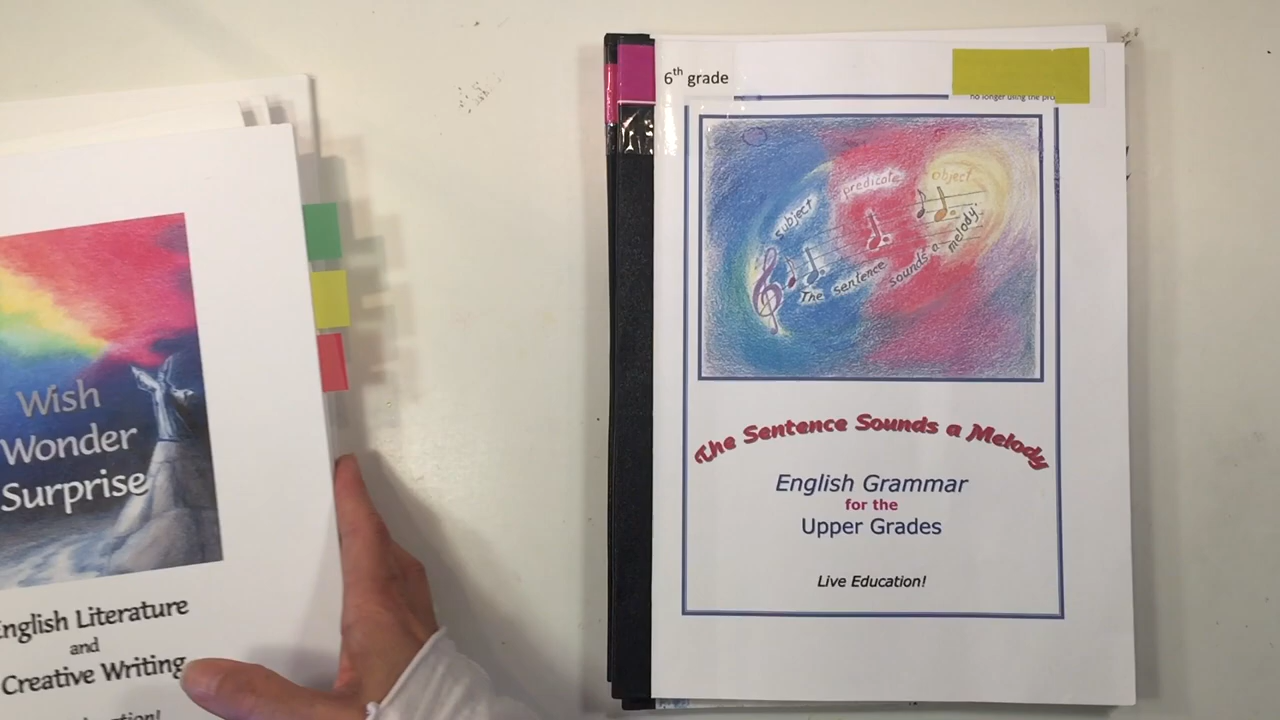 Wish
Wonder
Surprise
English Literature
and
Creative Writing
6th grade
no longer using the
subject
predicate
object
The sentence sounds a melody.
The Sentence Sounds a Melody
English Grammar
for the
Upper Grades
Live Education!